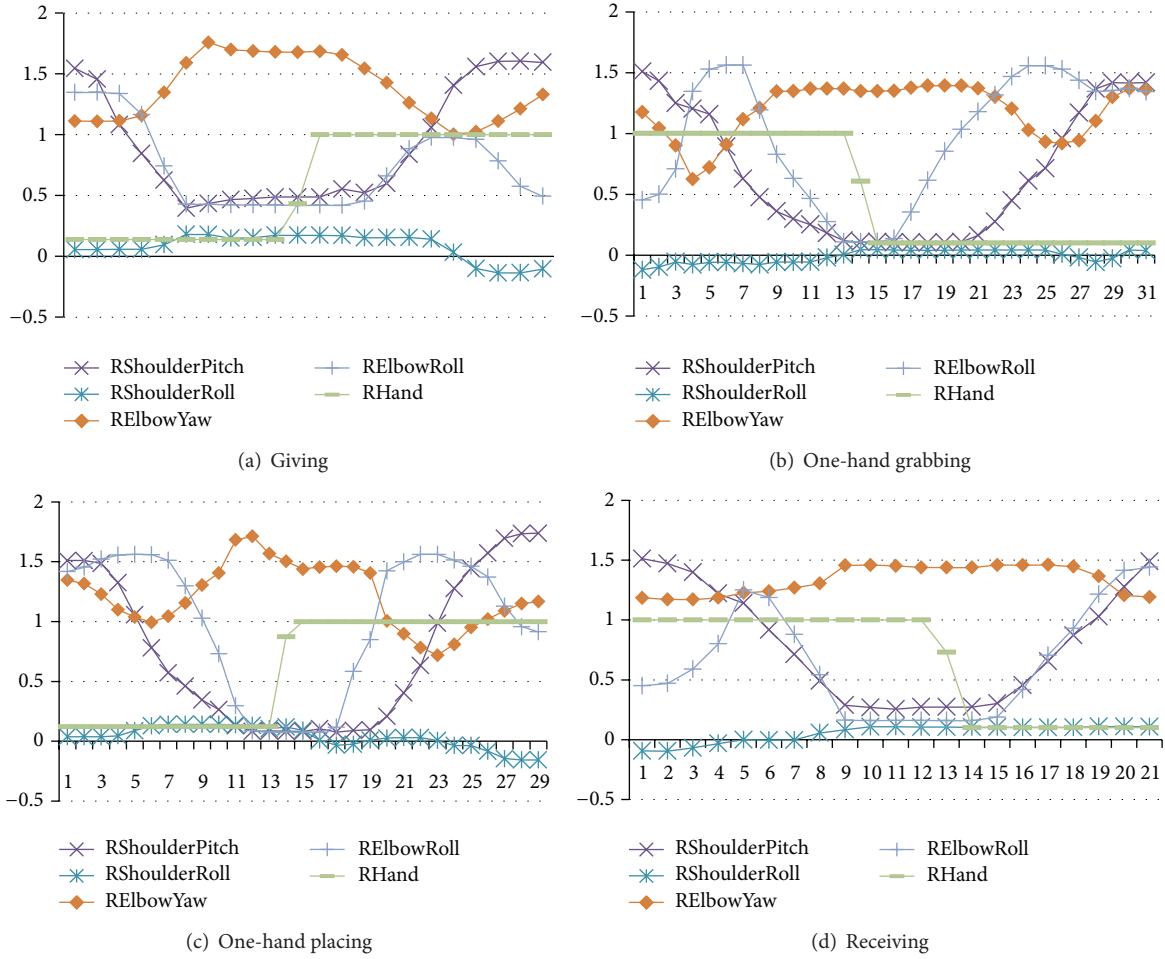 2
1.5
1
0.5
0
−0.5
RShoulderPitch
RShoulderRoll
RElbowYaw
RElbowRoll
RHand
(a) Giving
2
1.5
1
0.5
0
−0.5
1 3 5 7 9 11 13 15 17 19 21 23 25 27 29 31
RShoulderPitch
RShoulderRoll
RElbowYaw
RElbowRoll
RHand
(b) One-hand grabbing
2
1.5
1
0.5
0
−0.5
1 3 5 7 9 11 13 15 17 19 21 23 25 27 29
RShoulderPitch
RShoulderRoll
RElbowYaw
RElbowRoll
RHand
(c) One-hand placing
2
1.5
1
0.5
0
−0.5
1 2 3 4 5 6 7 8 9 10 11 12 13 14 15 16 17 18 19 20 21
RShoulderPitch
RShoulderRoll
RElbowYaw
RElbowRoll
RHand
(d) Receiving